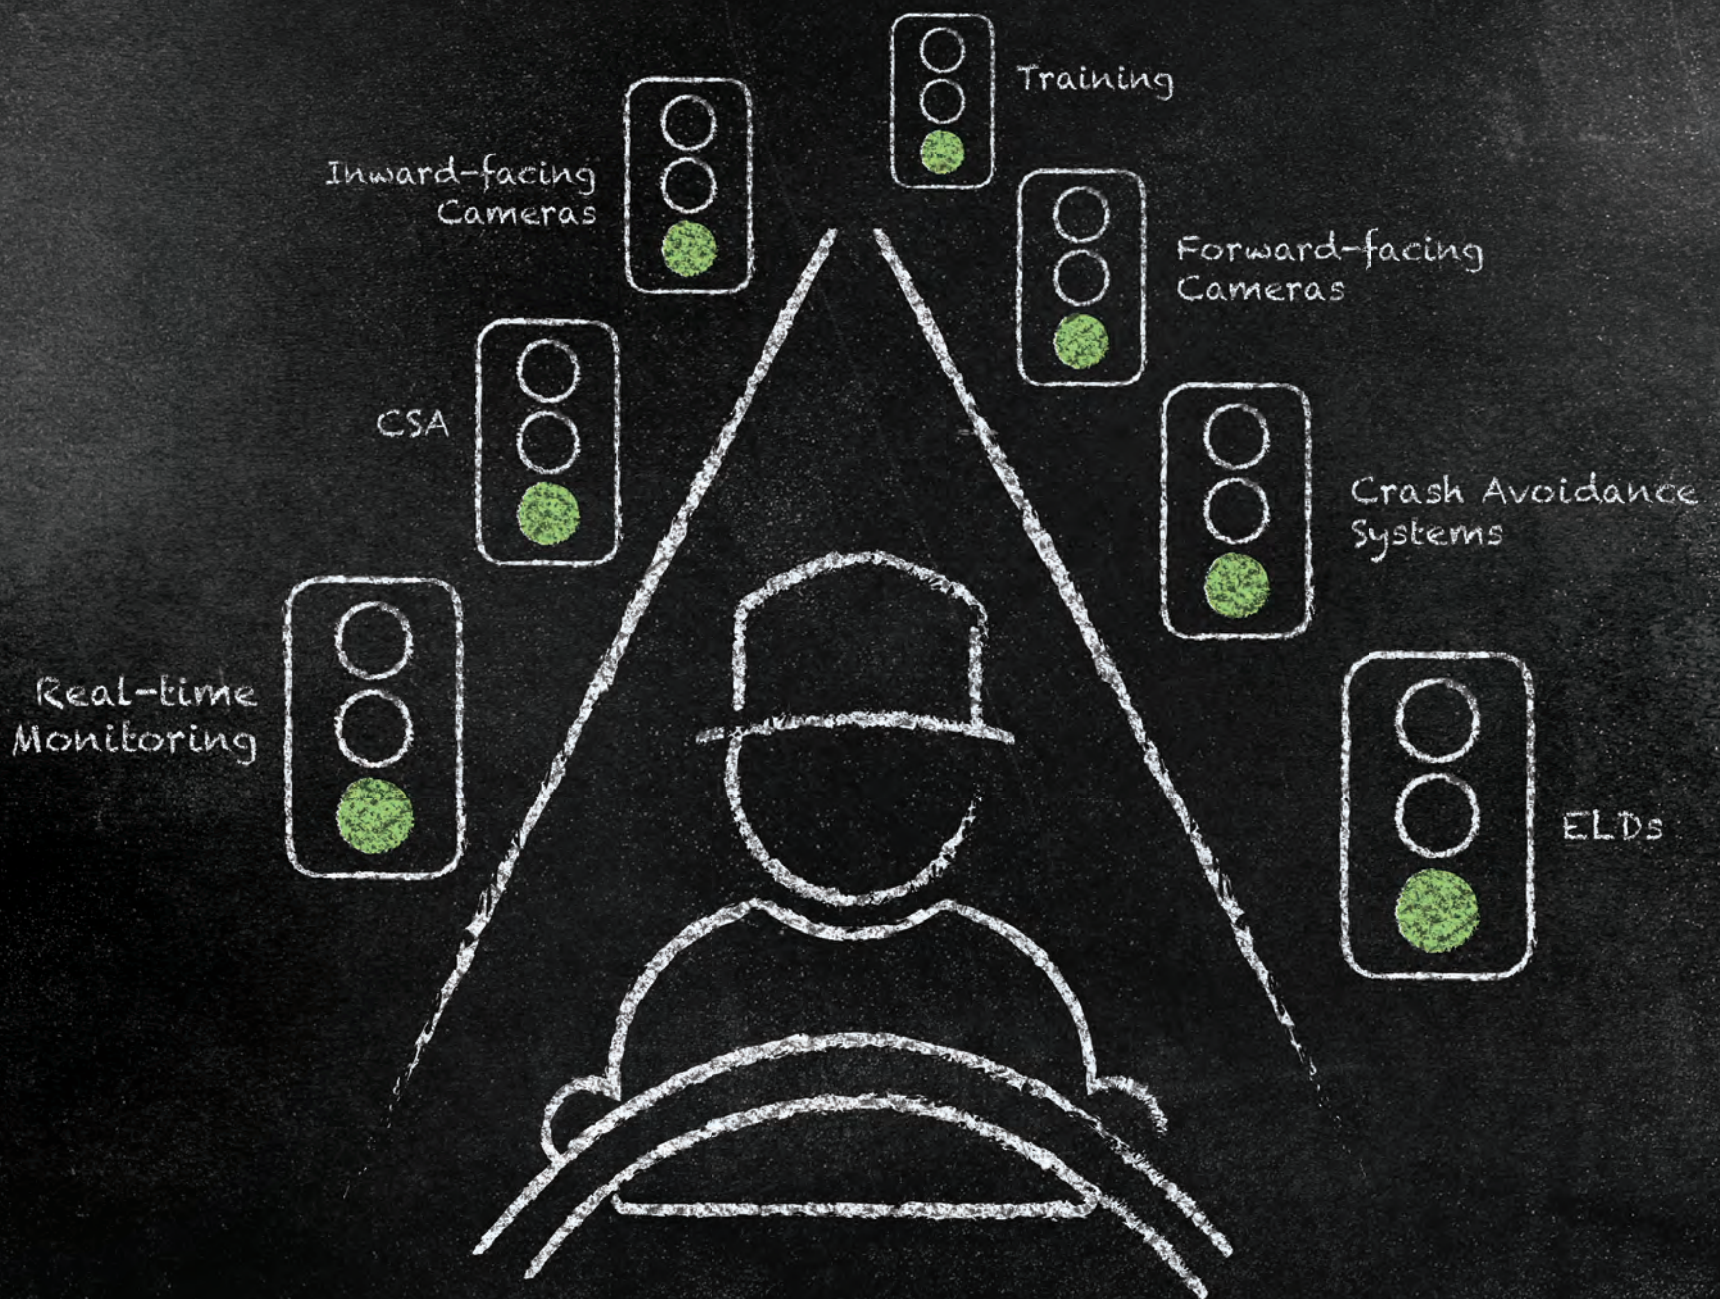 Training
Inward-facing
Cameras
Forward-facing
Cameras
CSA
Crash Avoidance
Systems
Real-time
Monitoring
ELDs